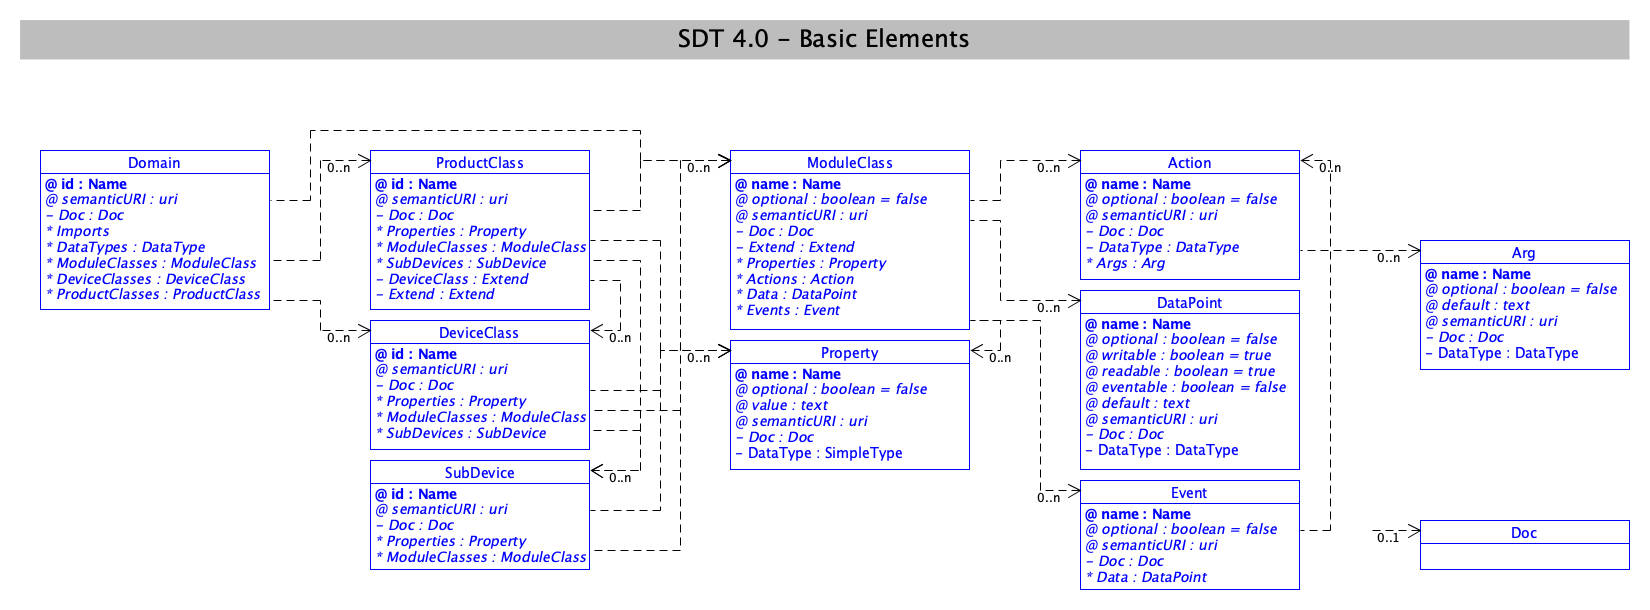 SDT 4.0 – Basic Elements
Domain
@ id : Name
@ semanticURI : uri
– Doc : Doc
* Imports
* DataTypes : DataType
* ModuleClasses : ModuleClass
* DeviceClasses : DeviceClass
* ProductClasses : ProductClass
0..n
0..n
ProductClass
@ id : Name
@ semanticURI : uri
– Doc : Doc
* Properties : Property
* ModuleClasses : ModuleClass
* SubDevices : SubDevice
– DeviceClass : Extend
– Extend : Extend
DeviceClass
@ id : Name
@ semanticURI : uri
– Doc : Doc
* Properties : Property
* ModuleClasses : ModuleClass
* SubDevices : SubDevice
0..n
SubDevice
@ id : Name
@ semanticURI : uri
– Doc : Doc
* Properties : Property
* ModuleClasses : ModuleClass
0..n
0..n
0..n
ModuleClass
@ name : Name
@ optional : boolean = false
@ semanticURI : uri
– Doc : Doc
– Extend : Extend
* Properties : Property
* Actions : Action
* Data : DataPoint
* Events : Event
Property
@ name : Name
@ optional : boolean = false
@ value : text
@ semanticURI : uri
– Doc : Doc
– DataType : SimpleType
0..n
0..n
0..n
0..n
Action
@ name : Name
@ optional : boolean = false
@ semanticURI : uri
– Doc : Doc
– DataType : DataType
* Args : Arg
0..n
DataPoint
@ name : Name
@ optional : boolean = false
@ writable : boolean = true
@ readable : boolean = true
@ eventable : boolean = false
@ default : text
@ semanticURI : uri
– Doc : Doc
– DataType : DataType
Event
@ name : Name
@ optional : boolean = false
@ semanticURI : uri
– Doc : Doc
* Data : DataPoint
0..n
Arg
@ name : Name
@ optional : boolean = false
@ default : text
@ semanticURI : uri
– Doc : Doc
– DataType : DataType
0..1
Doc